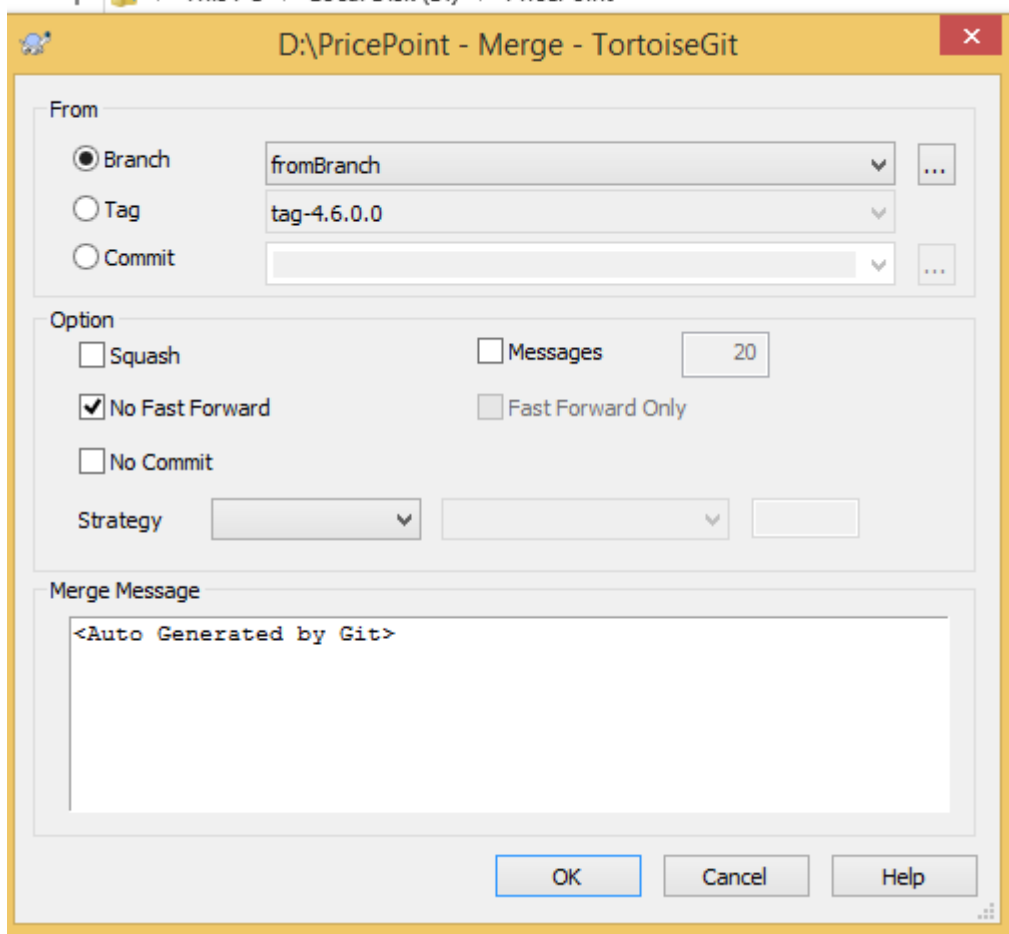 D:\PricePoint - Merge - TortoiseGit
From
Branch
fromBranch
...
Tag
tag-4.6.0.0
Commit
...
Option
Squash
Messages
20
No Fast Forward
Fast Forward Only
No Commit
Strategy
Merge Message
<Auto Generated by Git>
OK
Cancel
Help